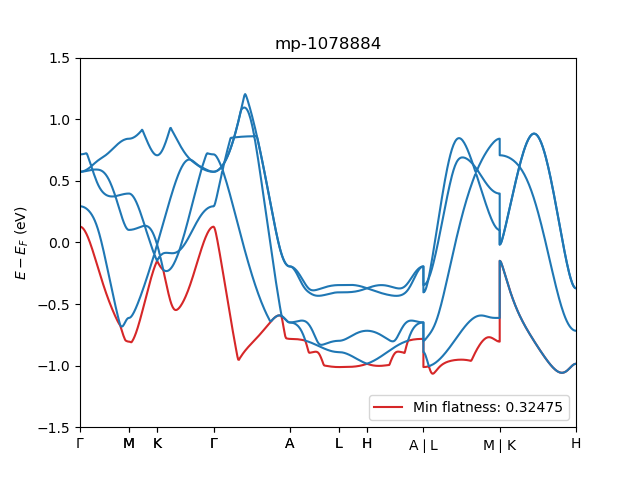 mp-1078884
E − E_F (eV)
1.5
1.0
0.5
0.0
−0.5
−1.0
−1.5
Min flatness: 0.32475
Γ M K Γ A L H A | L M | K H